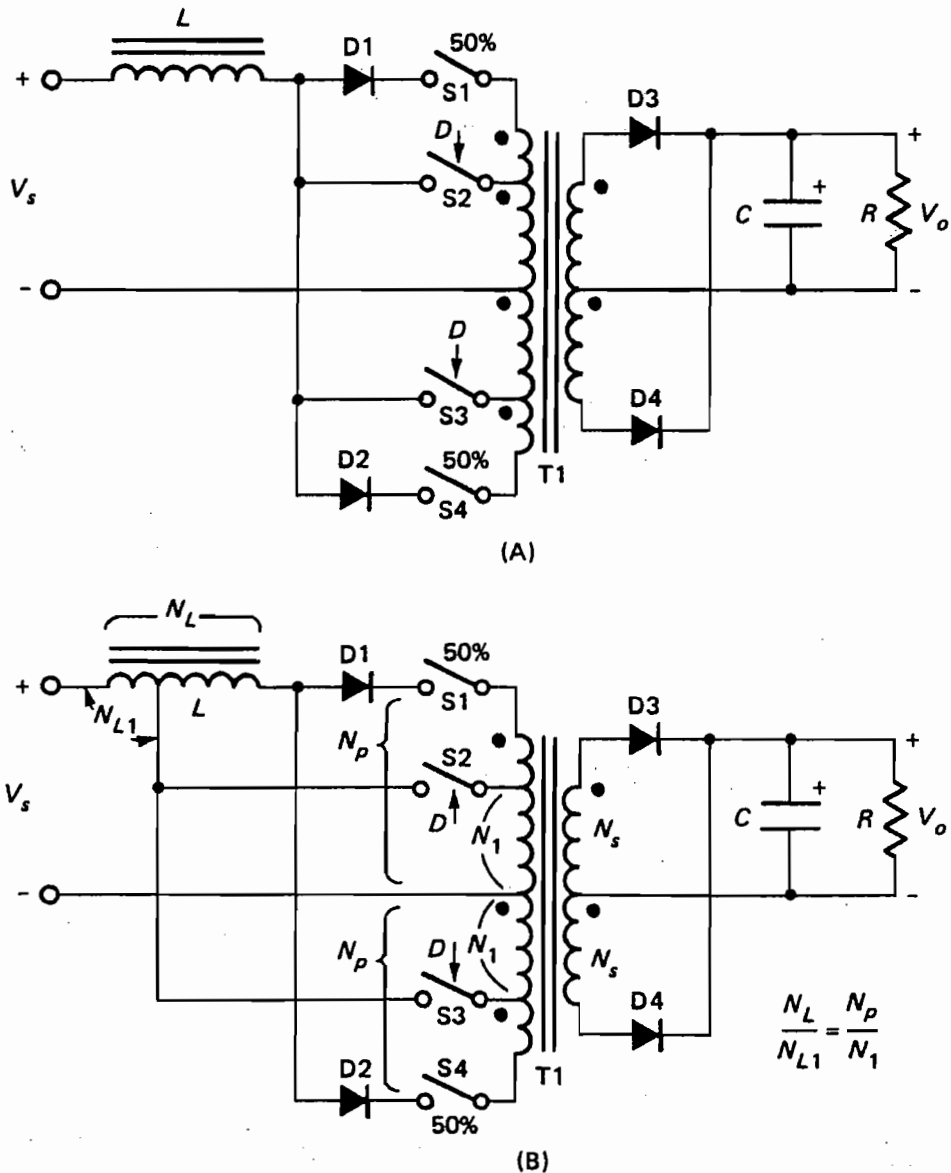 L
D1
50%
S1
D3
+
D
+
S2
+
V_s
C
R
V_o
-
-
D
S3
D4
D2
50%
T1
S4
(A)
N_L
D1
50%
+
L
S1
D3
N_L1
N_p
S2
+
+
V_s
D
N_1
N_s
C
R
V_o
-
-
N_p
D
N_1
N_s
S3
D4
N_L/N_L1 = N_p/N_1
D2
S4
T1
50%
(B)